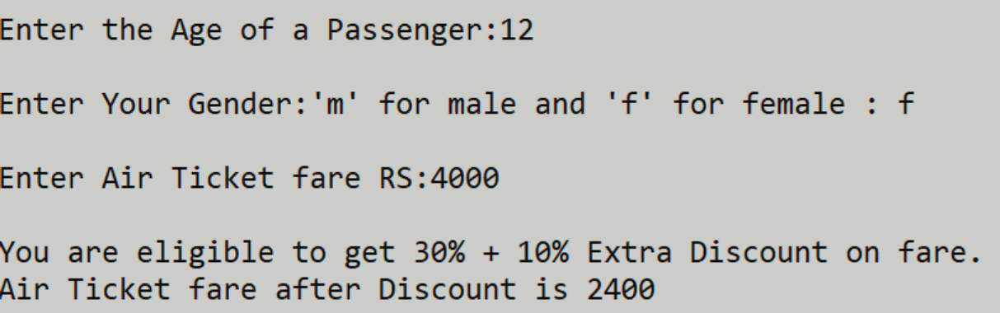 Enter the Age of a Passenger:12
Enter Your Gender:'m' for male and 'f' for female : f
Enter Air Ticket fare RS:4000
You are eligible to get 30% + 10% Extra Discount on fare.
Air Ticket fare after Discount is 2400